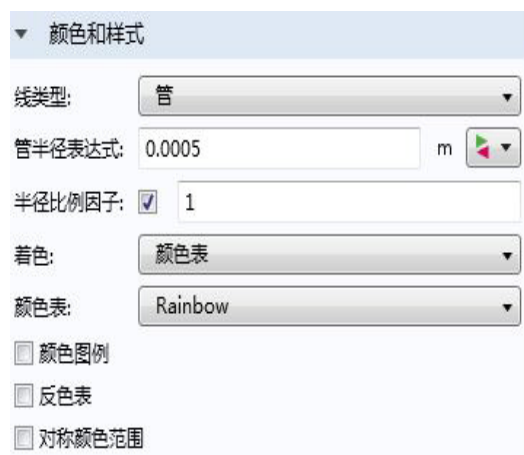 颜色和样式
线类型: 管
管半径表达式: 0.0005 m
半径比例因子: 1
着色: 颜色表
颜色表: Rainbow
颜色图例
反色表
对称颜色范围